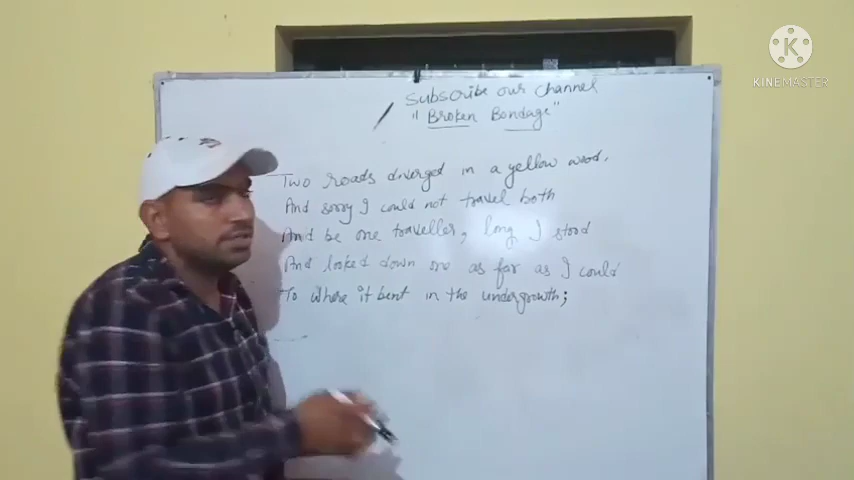 Subscribe our channel
"Broken Bondage"
Two roads diverged in a yellow wood,
And sorry I could not travel both
And be one traveller, long I stood
And looked down one as far as I could
To where it bent in the undergrowth;
K
KINEMASTER